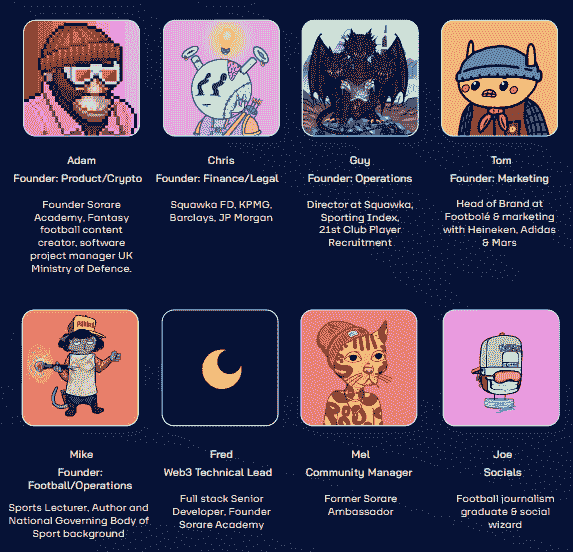 Adam
Founder: Product/Crypto
Founder Sorare
Academy, Fantasy
football content
creator, software
project manager UK
Ministry of Defence.
Chris
Founder: Finance/Legal
Squawka FD, KPMG,
Barclays, JP Morgan
Guy
Founder: Operations
Director at Squawka,
Sporting Index,
21st Club Player
Recruitment
Tom
Founder: Marketing
Head of Brand at
Footbolé & marketing
with Heineken, Adidas
& Mars
Mike
Founder:
Football/Operations
Sports Lecturer, Author and
National Governing Body of
Sport background
Fred
Web3 Technical Lead
Full stack Senior
Developer, Founder
Sorare Academy
Mel
Community Manager
Former Sorare
Ambassador
Joe
Socials
Football journalism
graduate & social
wizard